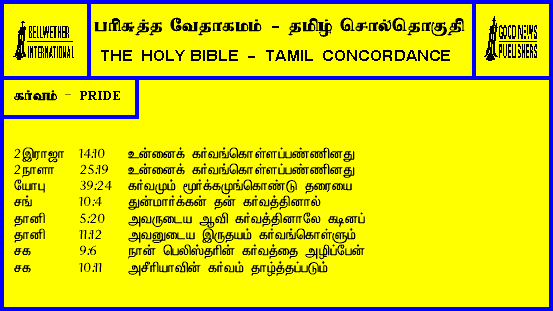 BELLWETHER
INTERNATIONAL
பரிசுத்த வேதாகமம் - தமிழ் சொல்தொகுதி
THE HOLY BIBLE - TAMIL CONCORDANCE
GOOD NEWS
PUBLISHERS
கர்வம் - PRIDE
2இராஜா 14:10 உன்னைக் கர்வங்கொள்ளப்பண்ணினது
2நாளா 25:19 உன்னைக் கர்வங்கொள்ளப்பண்ணினது
யோபு 39:24 கர்வமும் மூர்க்கமுங்கொண்டு தரையை
சங் 10:4 துன்மார்க்கன் தன் கர்வத்தினால்
தானி 5:20 அவருடைய ஆவி கர்வத்தினாலே கடினப்
தானி 11:12 அவனுடைய இருதயம் கர்வங்கொள்ளும்
சக 9:6 நான் பெலிஸ்தரின் கர்வத்தை அழிப்பேன்
சக 10:11 அசீரியாவின் கர்வம் தாழ்த்தப்படும்